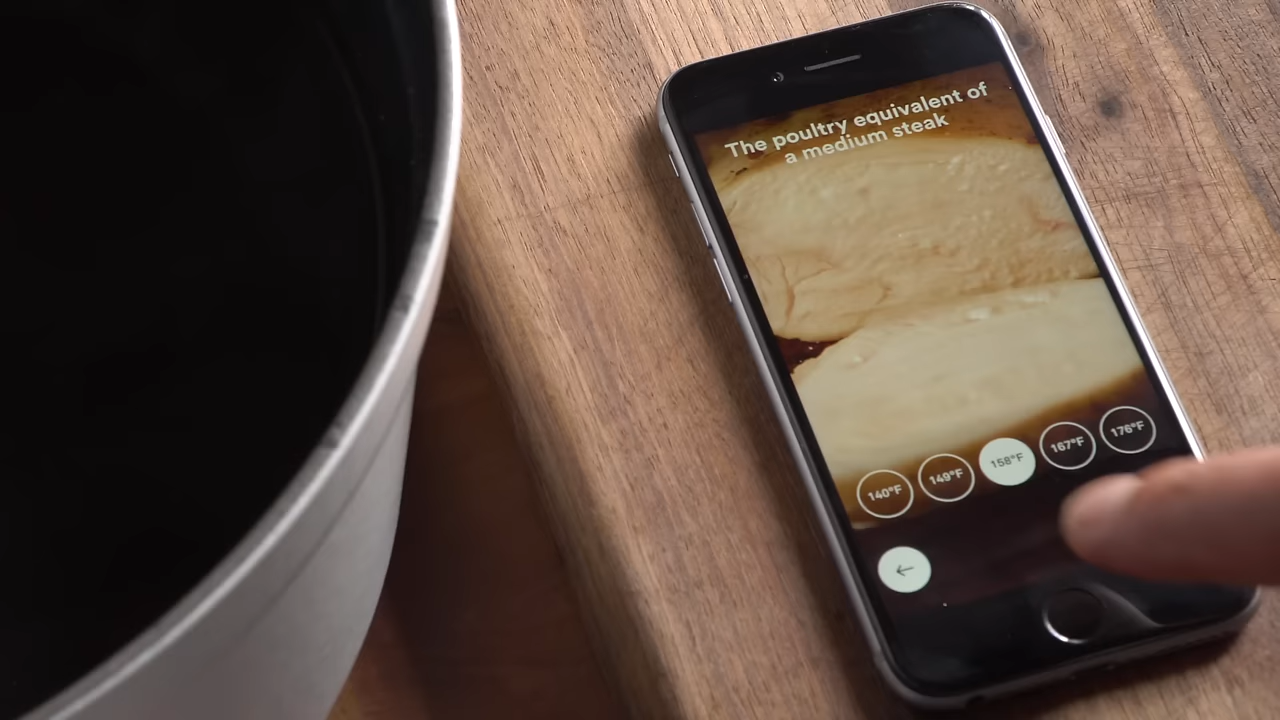 The poultry equivalent of
a medium steak
140°F 149°F 158°F 167°F 176°F